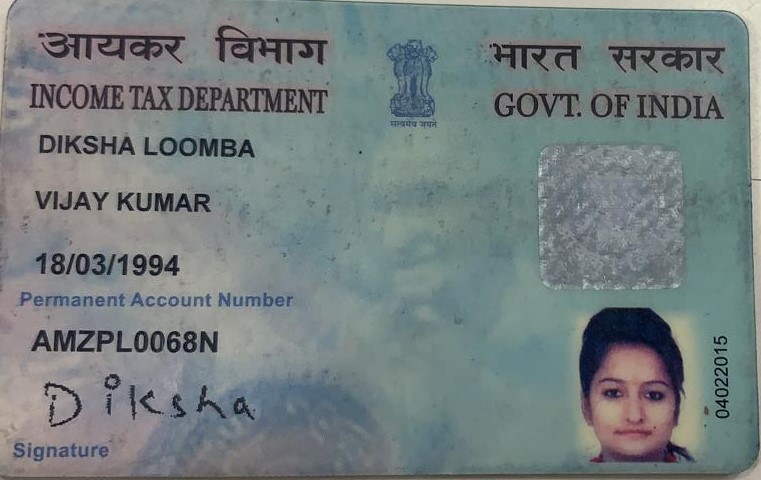 आयकर विभाग
INCOME TAX DEPARTMENT
सत्यमेव जयते
भारत सरकार
GOVT. OF INDIA
DIKSHA LOOMBA
VIJAY KUMAR
18/03/1994
Permanent Account Number
AMZPL0068N
Diksha
Signature
04022015